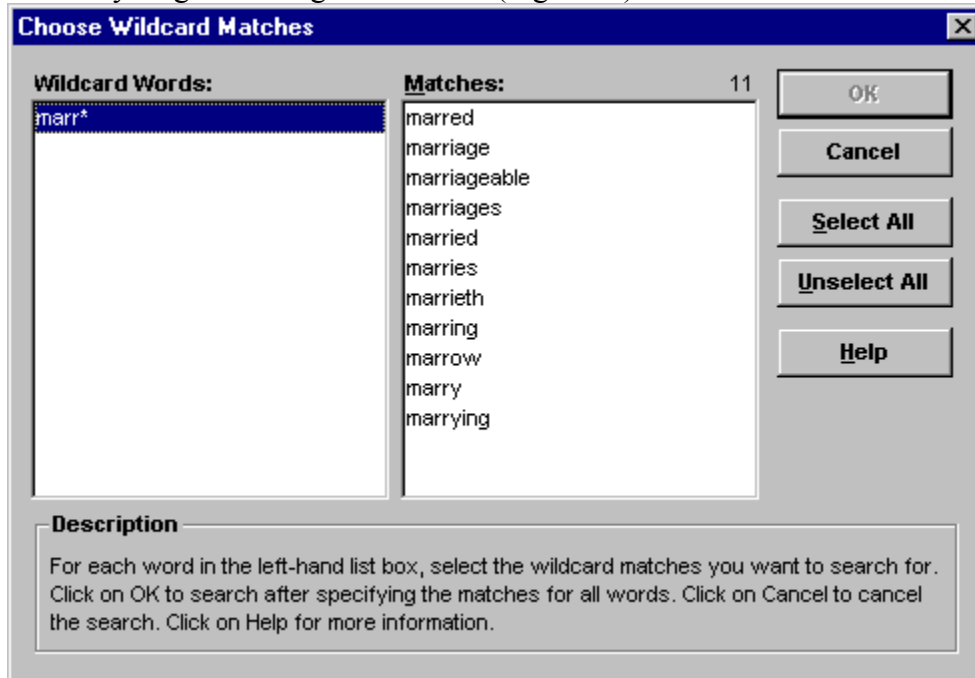 Choose Wildcard Matches
Wildcard Words:
marr*
Matches: 11
marred
marriage
marriageable
marriages
married
marries
marrieth
marring
marrow
marry
marrying
OK
Cancel
Select All
Unselect All
Help
Description
For each word in the left-hand list box, select the wildcard matches you want to search for.
Click on OK to search after specifying the matches for all words. Click on Cancel to cancel
the search. Click on Help for more information.